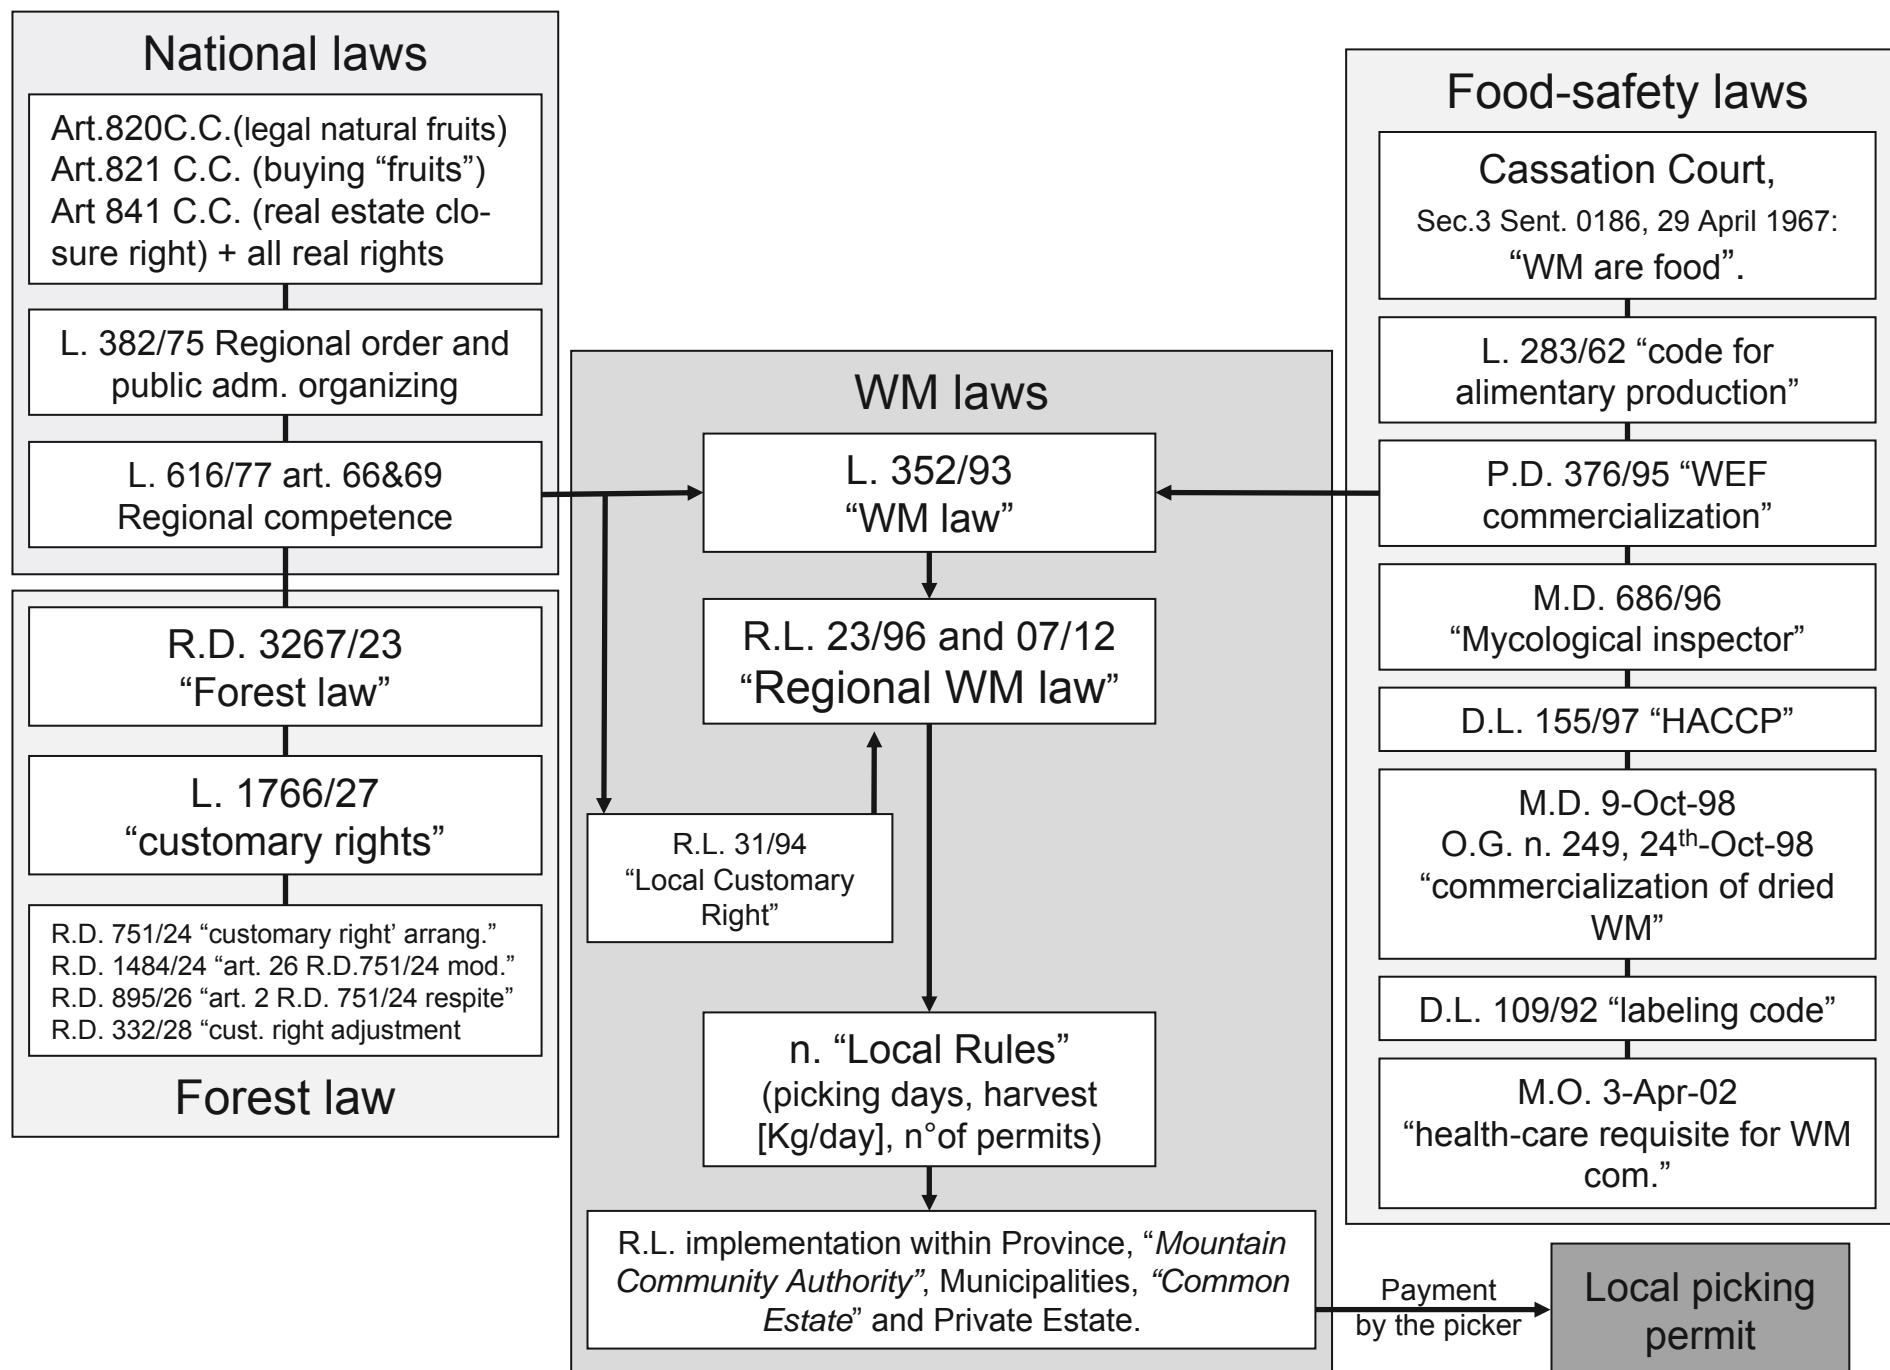 National laws
Art.820C.C.(legal natural fruits)
Art.821 C.C. (buying “fruits”)
Art 841 C.C. (real estate clo-
sure right) + all real rights
L. 382/75 Regional order and
public adm. organizing
L. 616/77 art. 66&69
Regional competence
R.D. 3267/23
“Forest law”
L. 1766/27
“customary rights”
R.D. 751/24 “customary right’ arrang.”
R.D. 1484/24 “art. 26 R.D.751/24 mod.”
R.D. 895/26 “art. 2 R.D. 751/24 respite”
R.D. 332/28 “cust. right adjustment
Forest law
WM laws
L. 352/93
“WM law”
R.L. 23/96 and 07/12
“Regional WM law”
R.L. 31/94
“Local Customary
Right”
n. “Local Rules”
(picking days, harvest
[Kg/day], n°of permits)
R.L. implementation within Province, “Mountain
Community Authority”, Municipalities, “Common
Estate” and Private Estate.
Food-safety laws
Cassation Court,
Sec.3 Sent. 0186, 29 April 1967:
“WM are food”.
L. 283/62 “code for
alimentary production”
P.D. 376/95 “WEF
commercialization”
M.D. 686/96
“Mycological inspector”
D.L. 155/97 “HACCP”
M.D. 9-Oct-98
O.G. n. 249, 24th-Oct-98
“commercialization of dried
WM”
D.L. 109/92 “labeling code”
M.O. 3-Apr-02
“health-care requisite for WM
com.”
Payment
by the picker
Local picking
permit